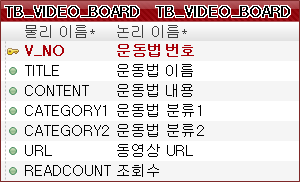 TB_VIDEO_BOARD TB_VIDEO_BOARD
물리 이름* 논리 이름*
V_NO 운동법 번호
TITLE 운동법 이름
CONTENT 운동법 내용
CATEGORY1 운동법 분류1
CATEGORY2 운동법 분류2
URL 동영상 URL
READCOUNT 조회수